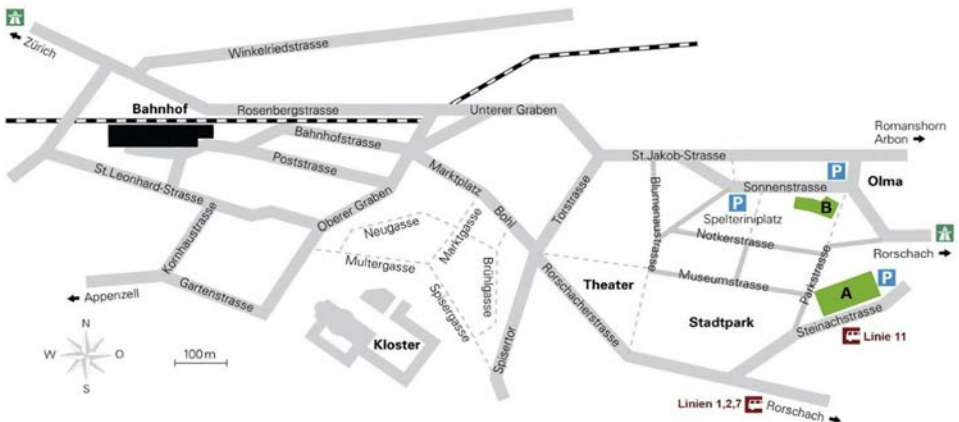 Zürich
Winkelriedstrasse
Bahnhof
Rosenbergstrasse
Unterer Graben
Bahnhofstrasse
Poststrasse
St.Leonhard-Strasse
Oberer Graben
Marktplatz
Bohl
Torstrasse
St.Jakob-Strasse
Romanshorn
Arbon
P
Sonnenstrasse
Olma
P
Spelteriniplatz
B
Blumenaustrasse
Notkerstrasse
Rorschach
Kornhausstrasse
Neugasse
Marktgasse
Multergasse
Brühlgasse
Spisergasse
Rorschacherstrasse
Theater
Museumstrasse
Parkstrasse
P
A
Appenzell
Gartenstrasse
Stadtpark
Steinachstrasse
Linie 11
N
W O
S
100m
Kloster
Spisertor
Linien 1,2,7
Rorschach